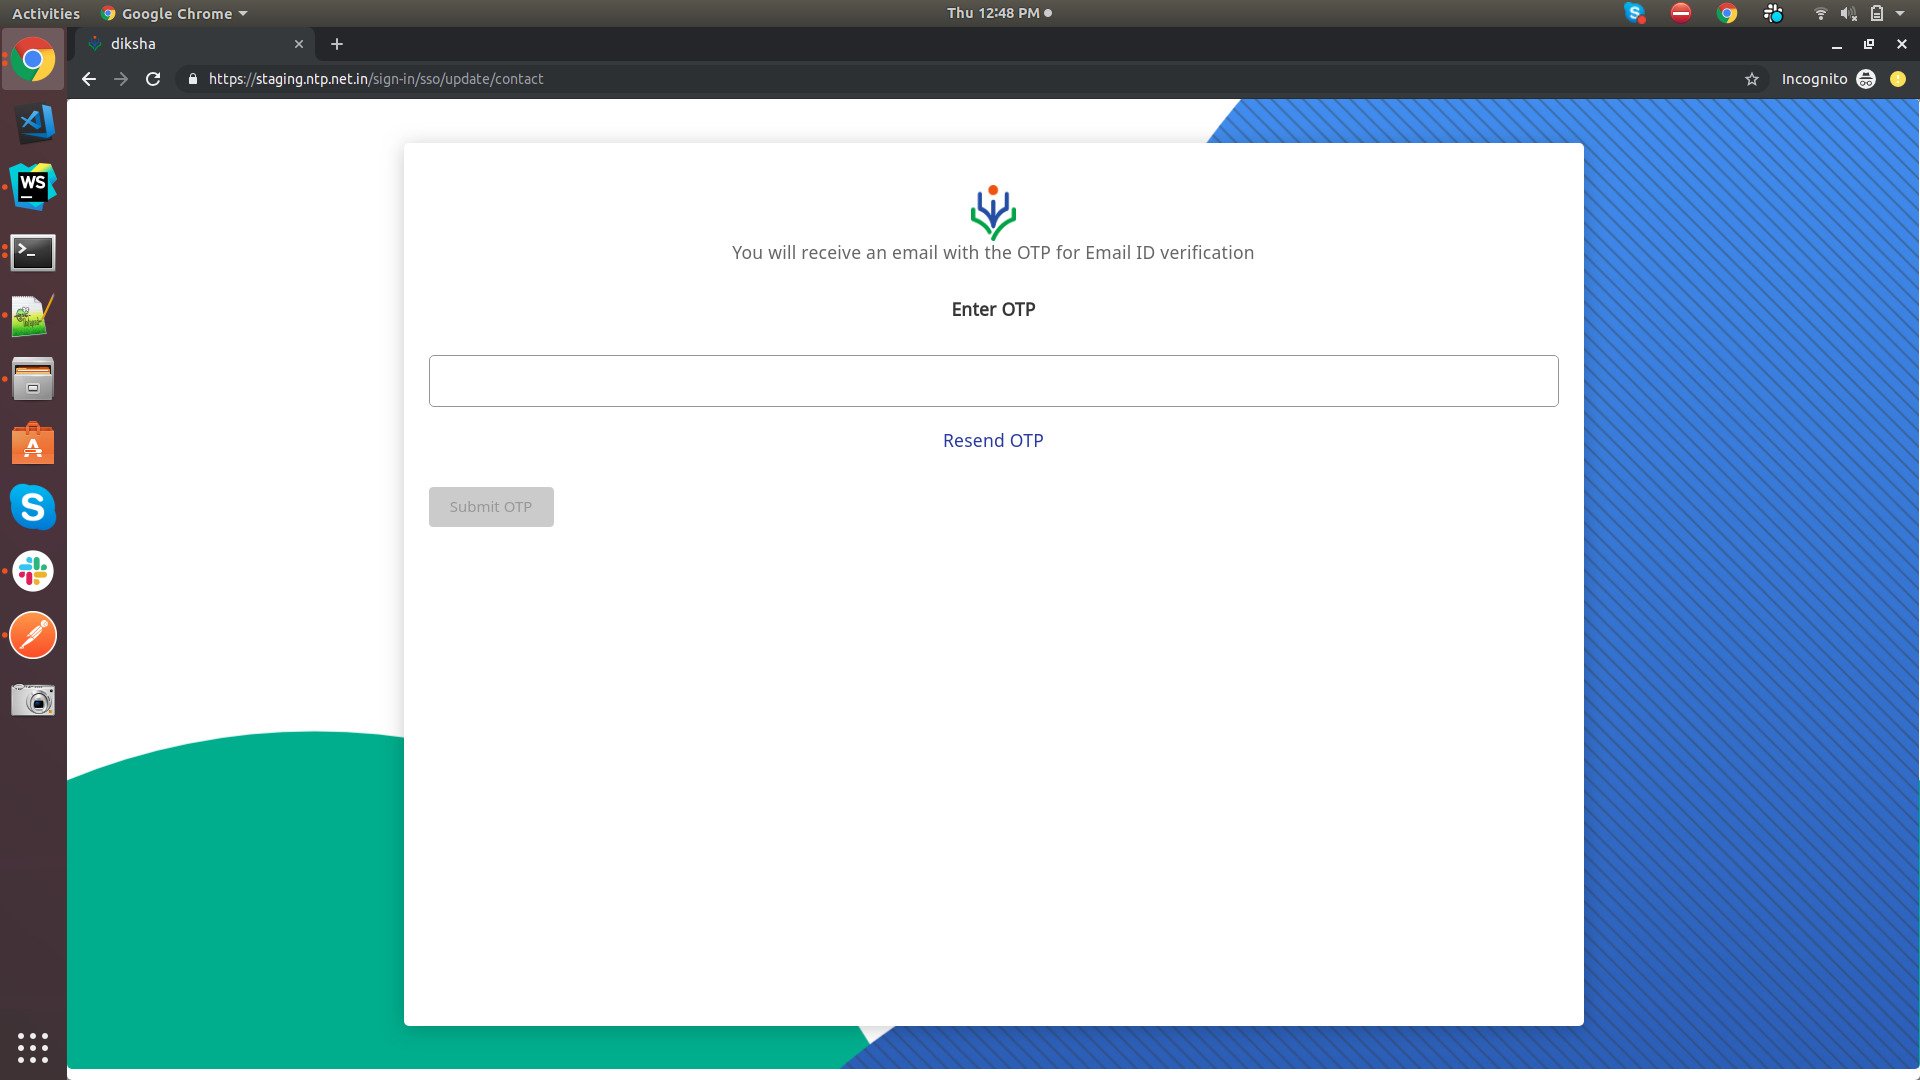 Activities
Google Chrome
Thu 12:48 PM
diksha
https://staging.ntp.net.in/sign-in/sso/update/contact
Incognito
WS
You will receive an email with the OTP for Email ID verification
Enter OTP
Resend OTP
Submit OTP